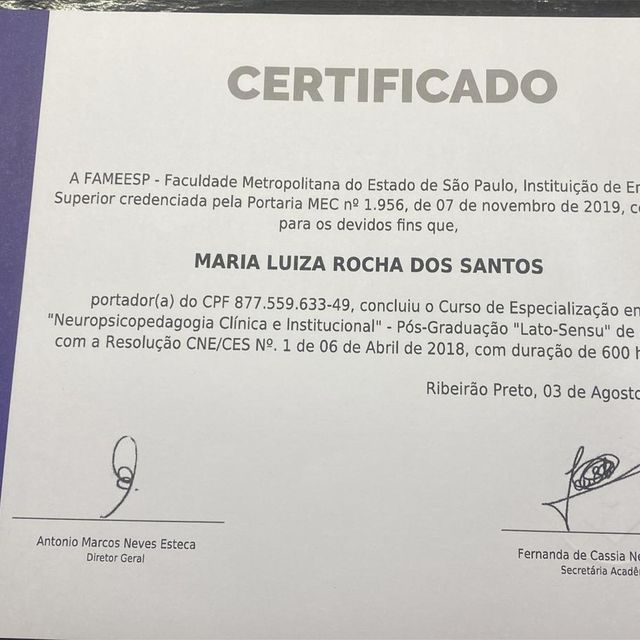 CERTIFICADO
A FAMEESP - Faculdade Metropolitana do Estado de São Paulo, Instituição de En
Superior credenciada pela Portaria MEC nº 1.956, de 07 de novembro de 2019, c
para os devidos fins que,
MARIA LUIZA ROCHA DOS SANTOS
portador(a) do CPF 877.559.633-49, concluiu o Curso de Especialização en
"Neuropsicopedagogia Clínica e Institucional" - Pós-Graduação "Lato-Sensu" de
com a Resolução CNE/CES Nº. 1 de 06 de Abril de 2018, com duração de 600 h
Ribeirão Preto, 03 de Agosto
Antonio Marcos Neves Esteca
Fernanda de Cassia Ne
Diretor Geral
Secretária Acadê